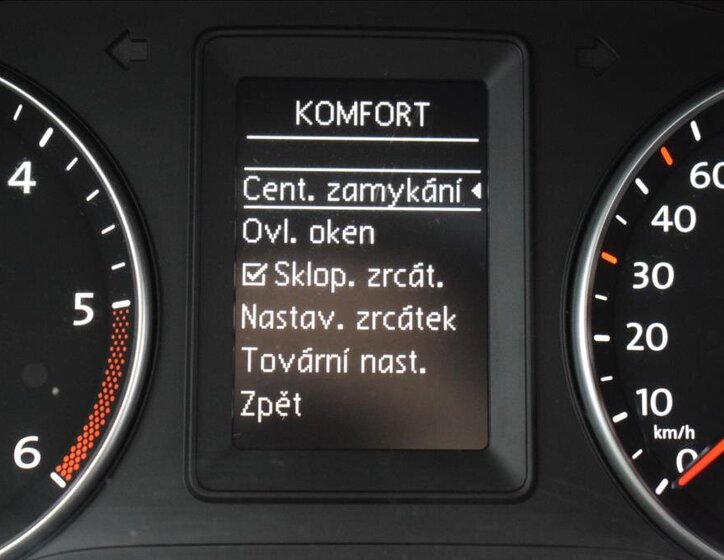 KOMFORT
Cent. zamykání
Ovl. oken
Sklop. zrcát.
Nastav. zrcátek
Tovární nast.
Zpět
4
5
6
60
40
30
20
10
km/h
0